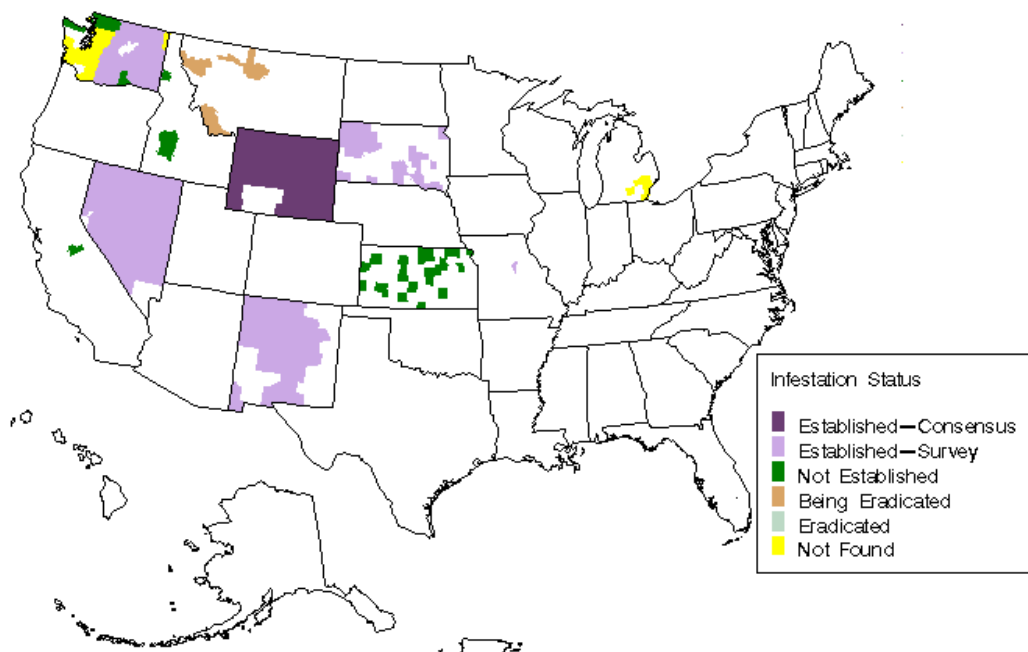 Infestation Status
Established—Consensus
Established—Survey
Not Established
Being Eradicated
Eradicated
Not Found